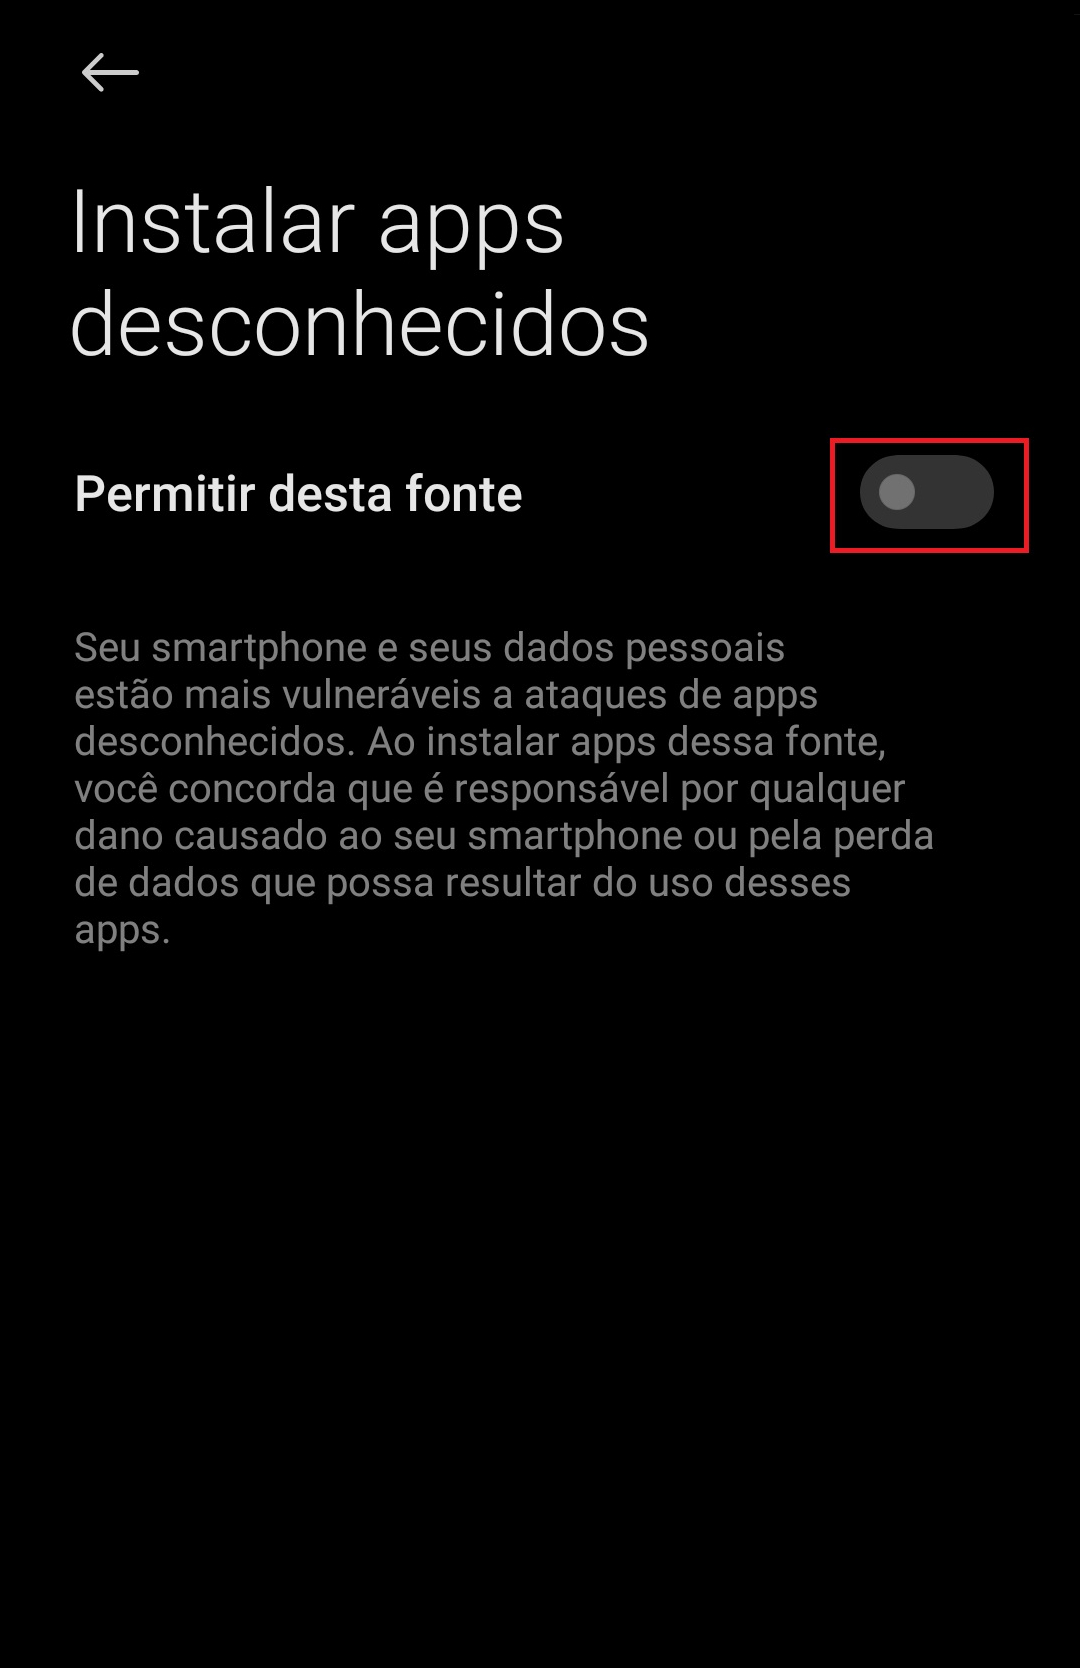 Instalar apps
desconhecidos
Permitir desta fonte
Seu smartphone e seus dados pessoais
estão mais vulneráveis a ataques de apps
desconhecidos. Ao instalar apps dessa fonte,
você concorda que é responsável por qualquer
dano causado ao seu smartphone ou pela perda
de dados que possa resultar do uso desses
apps.